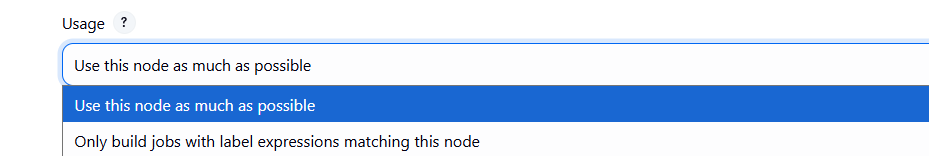 Usage ?
Use this node as much as possible
Use this node as much as possible
Only build jobs with label expressions matching this node